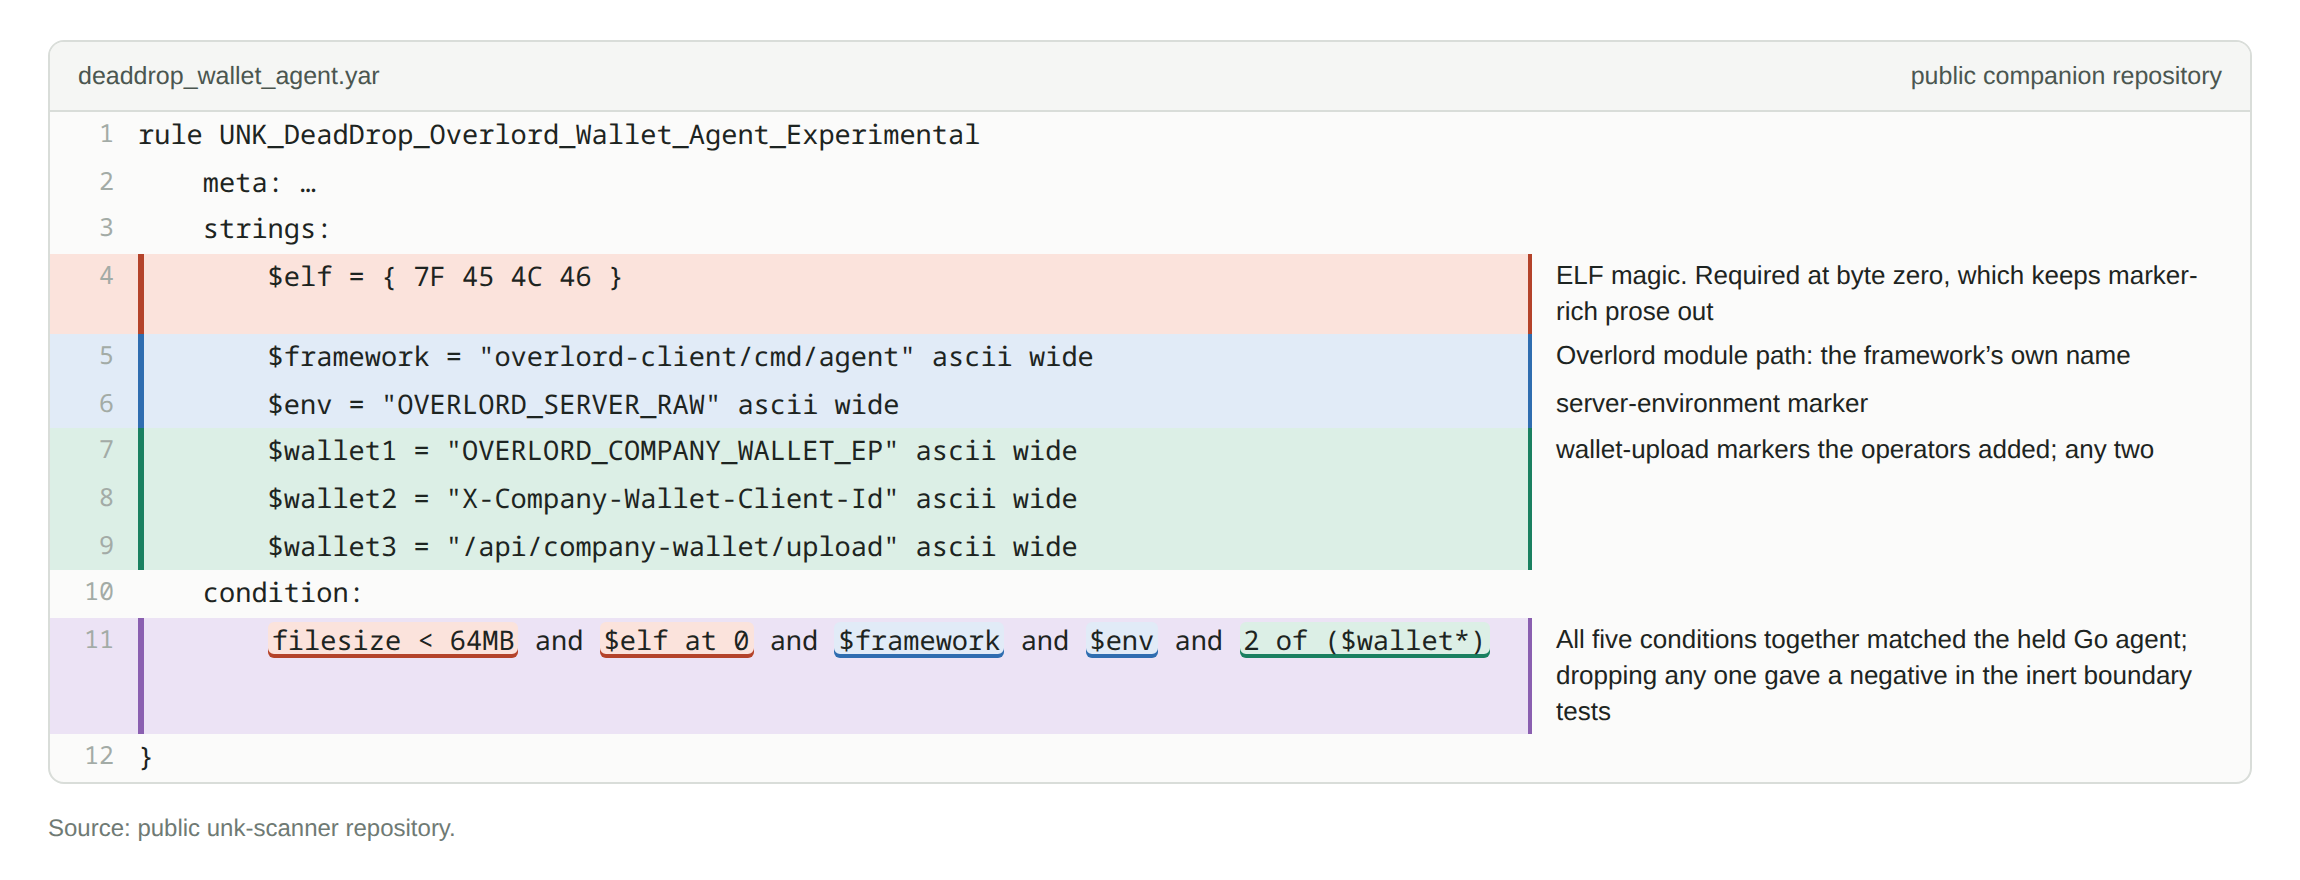 deaddrop_wallet_agent.yar
public companion repository
1 rule UNK_DeadDrop_Overlord_Wallet_Agent_Experimental
2 meta: …
3 strings:
4 $elf = { 7F 45 4C 46 }
ELF magic. Required at byte zero, which keeps marker-
rich prose out
5 $framework = "overlord-client/cmd/agent" ascii wide
Overlord module path: the framework’s own name
6 $env = "OVERLORD_SERVER_RAW" ascii wide
server-environment marker
7 $wallet1 = "OVERLORD_COMPANY_WALLET_EP" ascii wide
wallet-upload markers the operators added; any two
8 $wallet2 = "X-Company-Wallet-Client-Id" ascii wide
9 $wallet3 = "/api/company-wallet/upload" ascii wide
10 condition:
11 filesize < 64MB and $elf at 0 and $framework and $env and 2 of ($wallet*)
All five conditions together matched the held Go agent;
dropping any one gave a negative in the inert boundary
tests
12 }
Source: public unk-scanner repository.